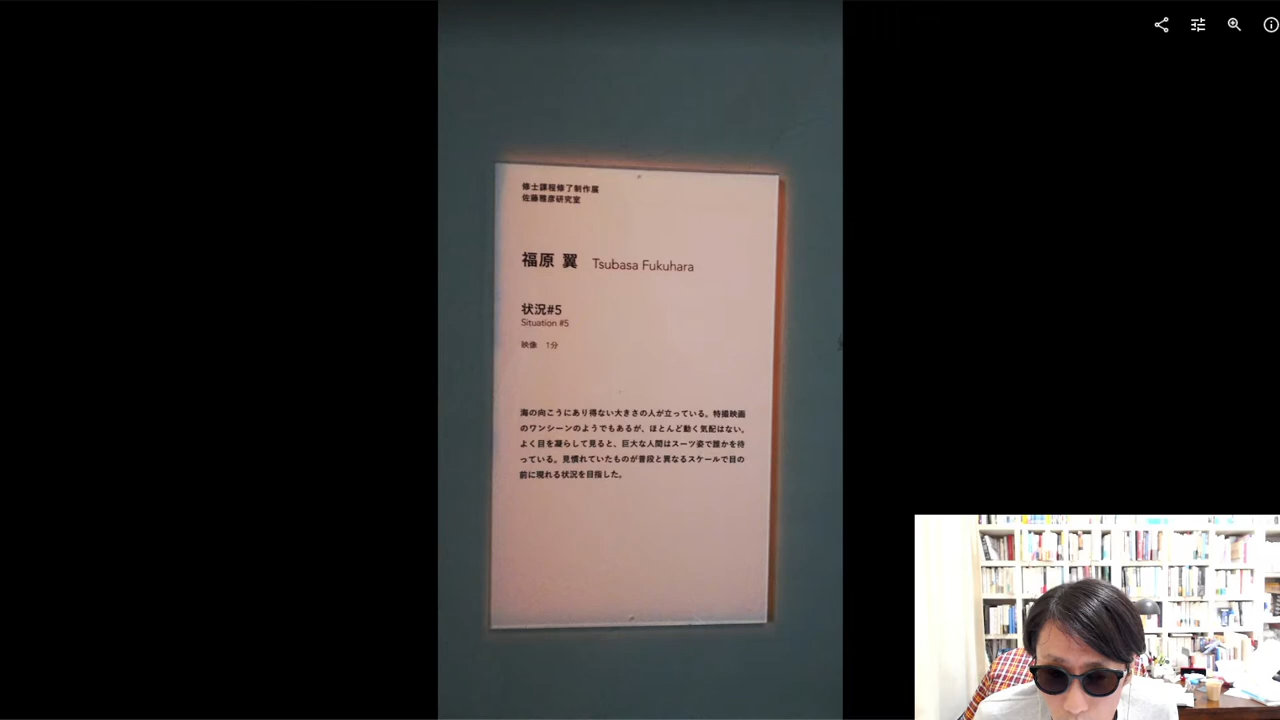 修士課程修了制作展
佐藤雅彦研究室
福原 翼 Tsubasa Fukuhara
状況#5
Situation #5
映像 1分
海の向こうにあり得ない大きさの人が立っている。特撮映画
のワンシーンのようでもあるが、ほとんど動く気配はない。
よく目を凝らして見ると、巨大な人間はスーツ姿で誰かを待
っている。見慣れていたものが普段と異なるスケールで目の
前に現れる状況を目指した。